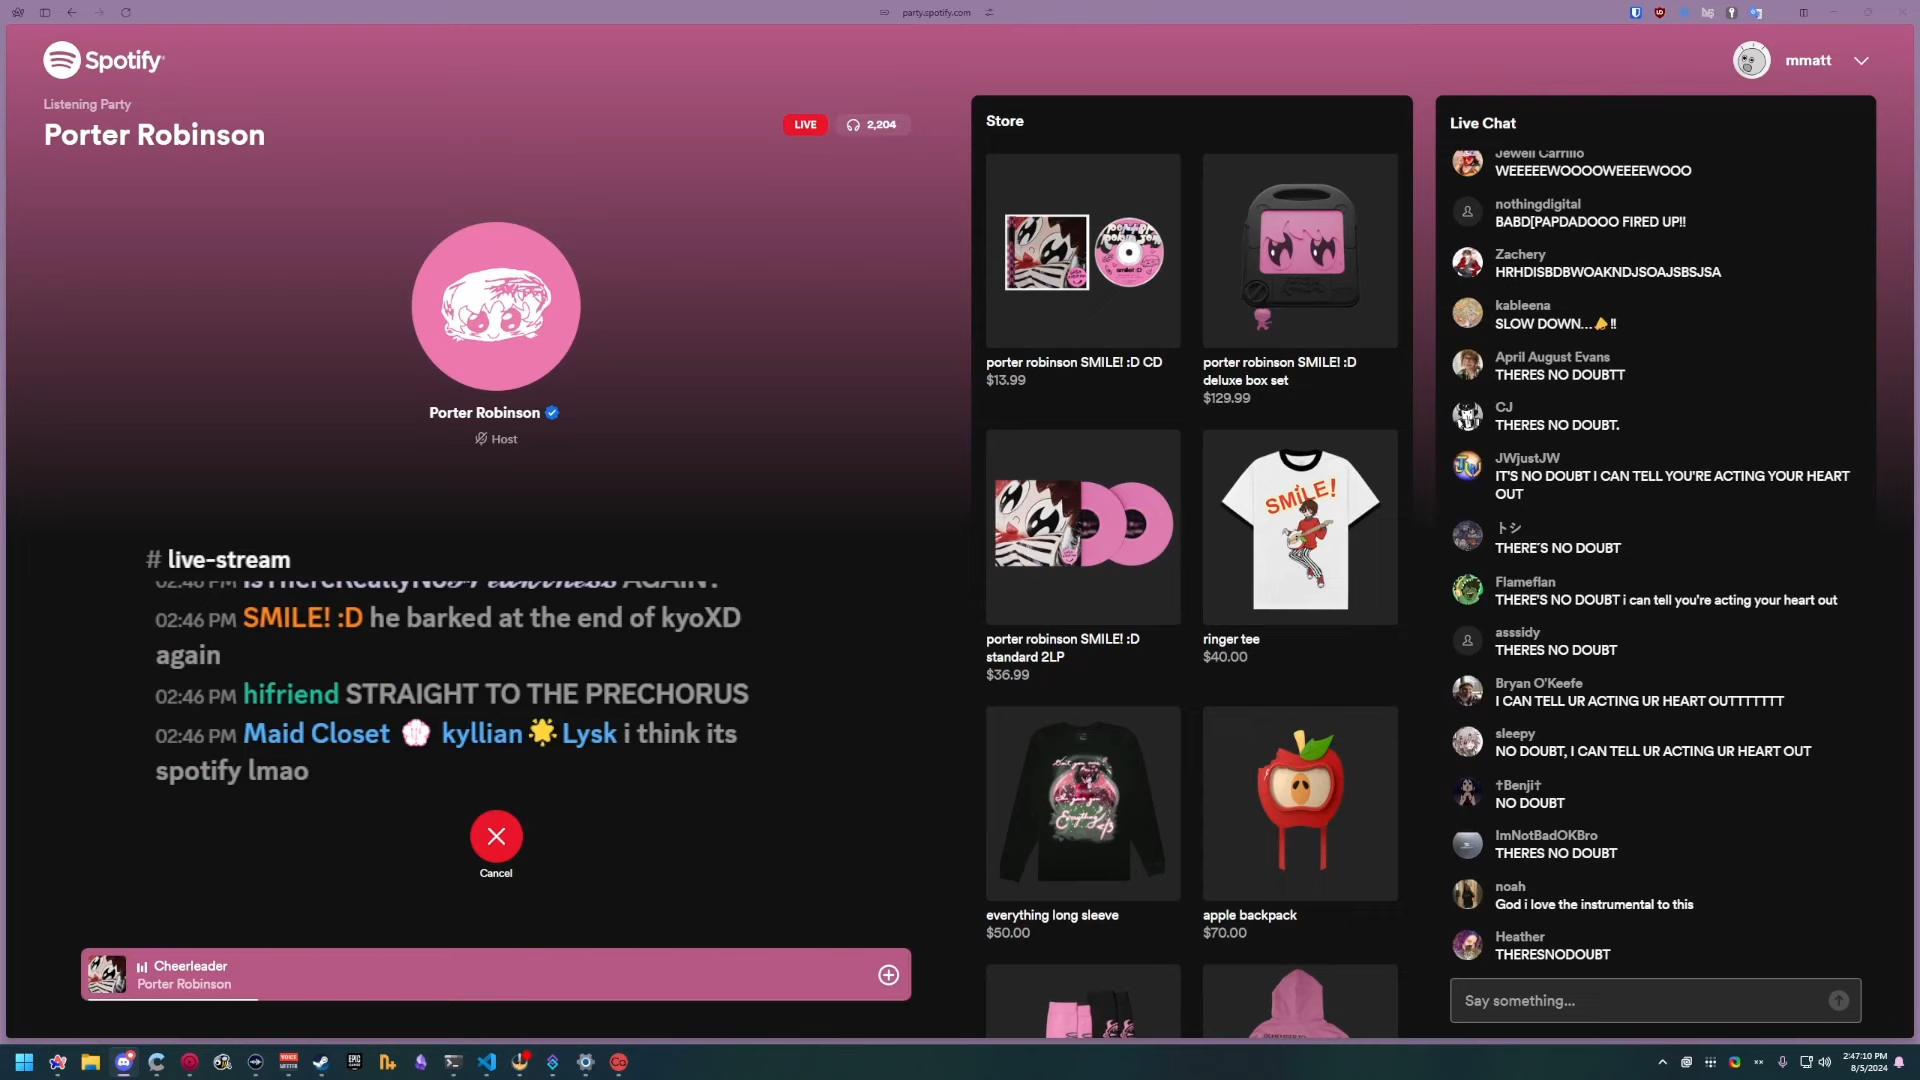 party.spotify.com
Spotify
mmatt
Listening Party
Porter Robinson
LIVE
2,204
Porter Robinson
Host
# live-stream
02:46 PM IsThereReallyNo AGAIN?
02:46 PM SMILE! :D he barked at the end of kyoXD
again
02:46 PM hifriend STRAIGHT TO THE PRECHORUS
02:46 PM Maid Closet kyllian🌟Lysk i think its
spotify lmao
Cancel
Cheerleader
Porter Robinson
Store
porter robinson SMILE! :D CD
$13.99
porter robinson SMILE! :D
deluxe box set
$129.99
porter robinson SMILE! :D
standard 2LP
$36.99
SMiLE!
ringer tee
$40.00
everything long sleeve
$50.00
apple backpack
$70.00
Live Chat
Jewell Carrillo
WEEEEEWOOOOWEEEEWOOO
nothingdigital
BABD[PAPDADOOO FIRED UP!!
Zachery
HRHDISBDBWOAKNDJSOAJSBSJSA
kableena
SLOW DOWN...📣‼
April August Evans
THERES NO DOUBTT
CJ
THERES NO DOUBT.
JWjustJW
IT'S NO DOUBT I CAN TELL YOU'RE ACTING YOUR HEART
OUT
トシ
THERE´S NO DOUBT
Flameflan
THERE'S NO DOUBT i can tell you're acting your heart out
asssidy
THERES NO DOUBT
Bryan O'Keefe
I CAN TELL UR ACTING UR HEART OUTTTTTT
sleepy
NO DOUBT, I CAN TELL UR ACTING UR HEART OUT
†Benji†
NO DOUBT
ImNotBadOKBro
THERES NO DOUBT
noah
God i love the instrumental to this
Heather
THERESNODOUBT
Say something...
2:47:10 PM
8/5/2024